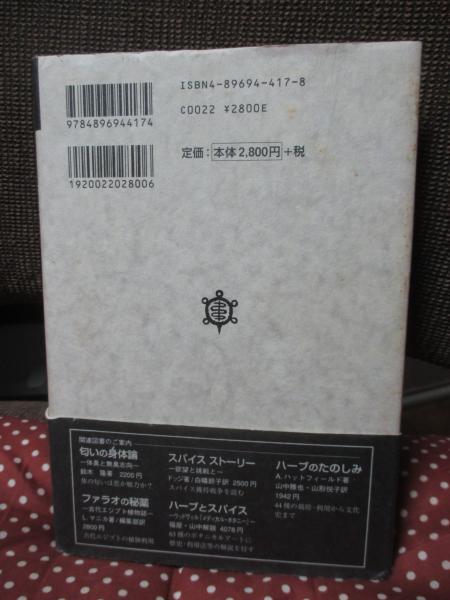 ISBN4-89694-417-8
C0022 ¥2800E
9784896944174
定価：本体2,800円+税
1920022028006
関連図書のご案内
匂いの身体論
―体臭と無臭志向―
鈴木 隆著 2200円
体の匂いは悪か魅力か?
ファラオの秘薬
―古代エジプト植物誌―
L.マニカ著/編集部訳
2800円
古代エジプトの植物利用
スパイス ストーリー
―欲望と挑戦と―
ドッジ著/白幡節子訳 2500円
スパイス獲得戦争を読む
ハーブとスパイス
―ウッドヴィル「メディカル・ボタニー」―
福屋・山中解説 4078円
63種のボタニカルアートに
歴史・利用法等の解説を付す
ハーブのたのしみ
A.ハットフィールド著
山中雅也・山形悦子訳
1942円
44種の栽培・利用から文化
史まで